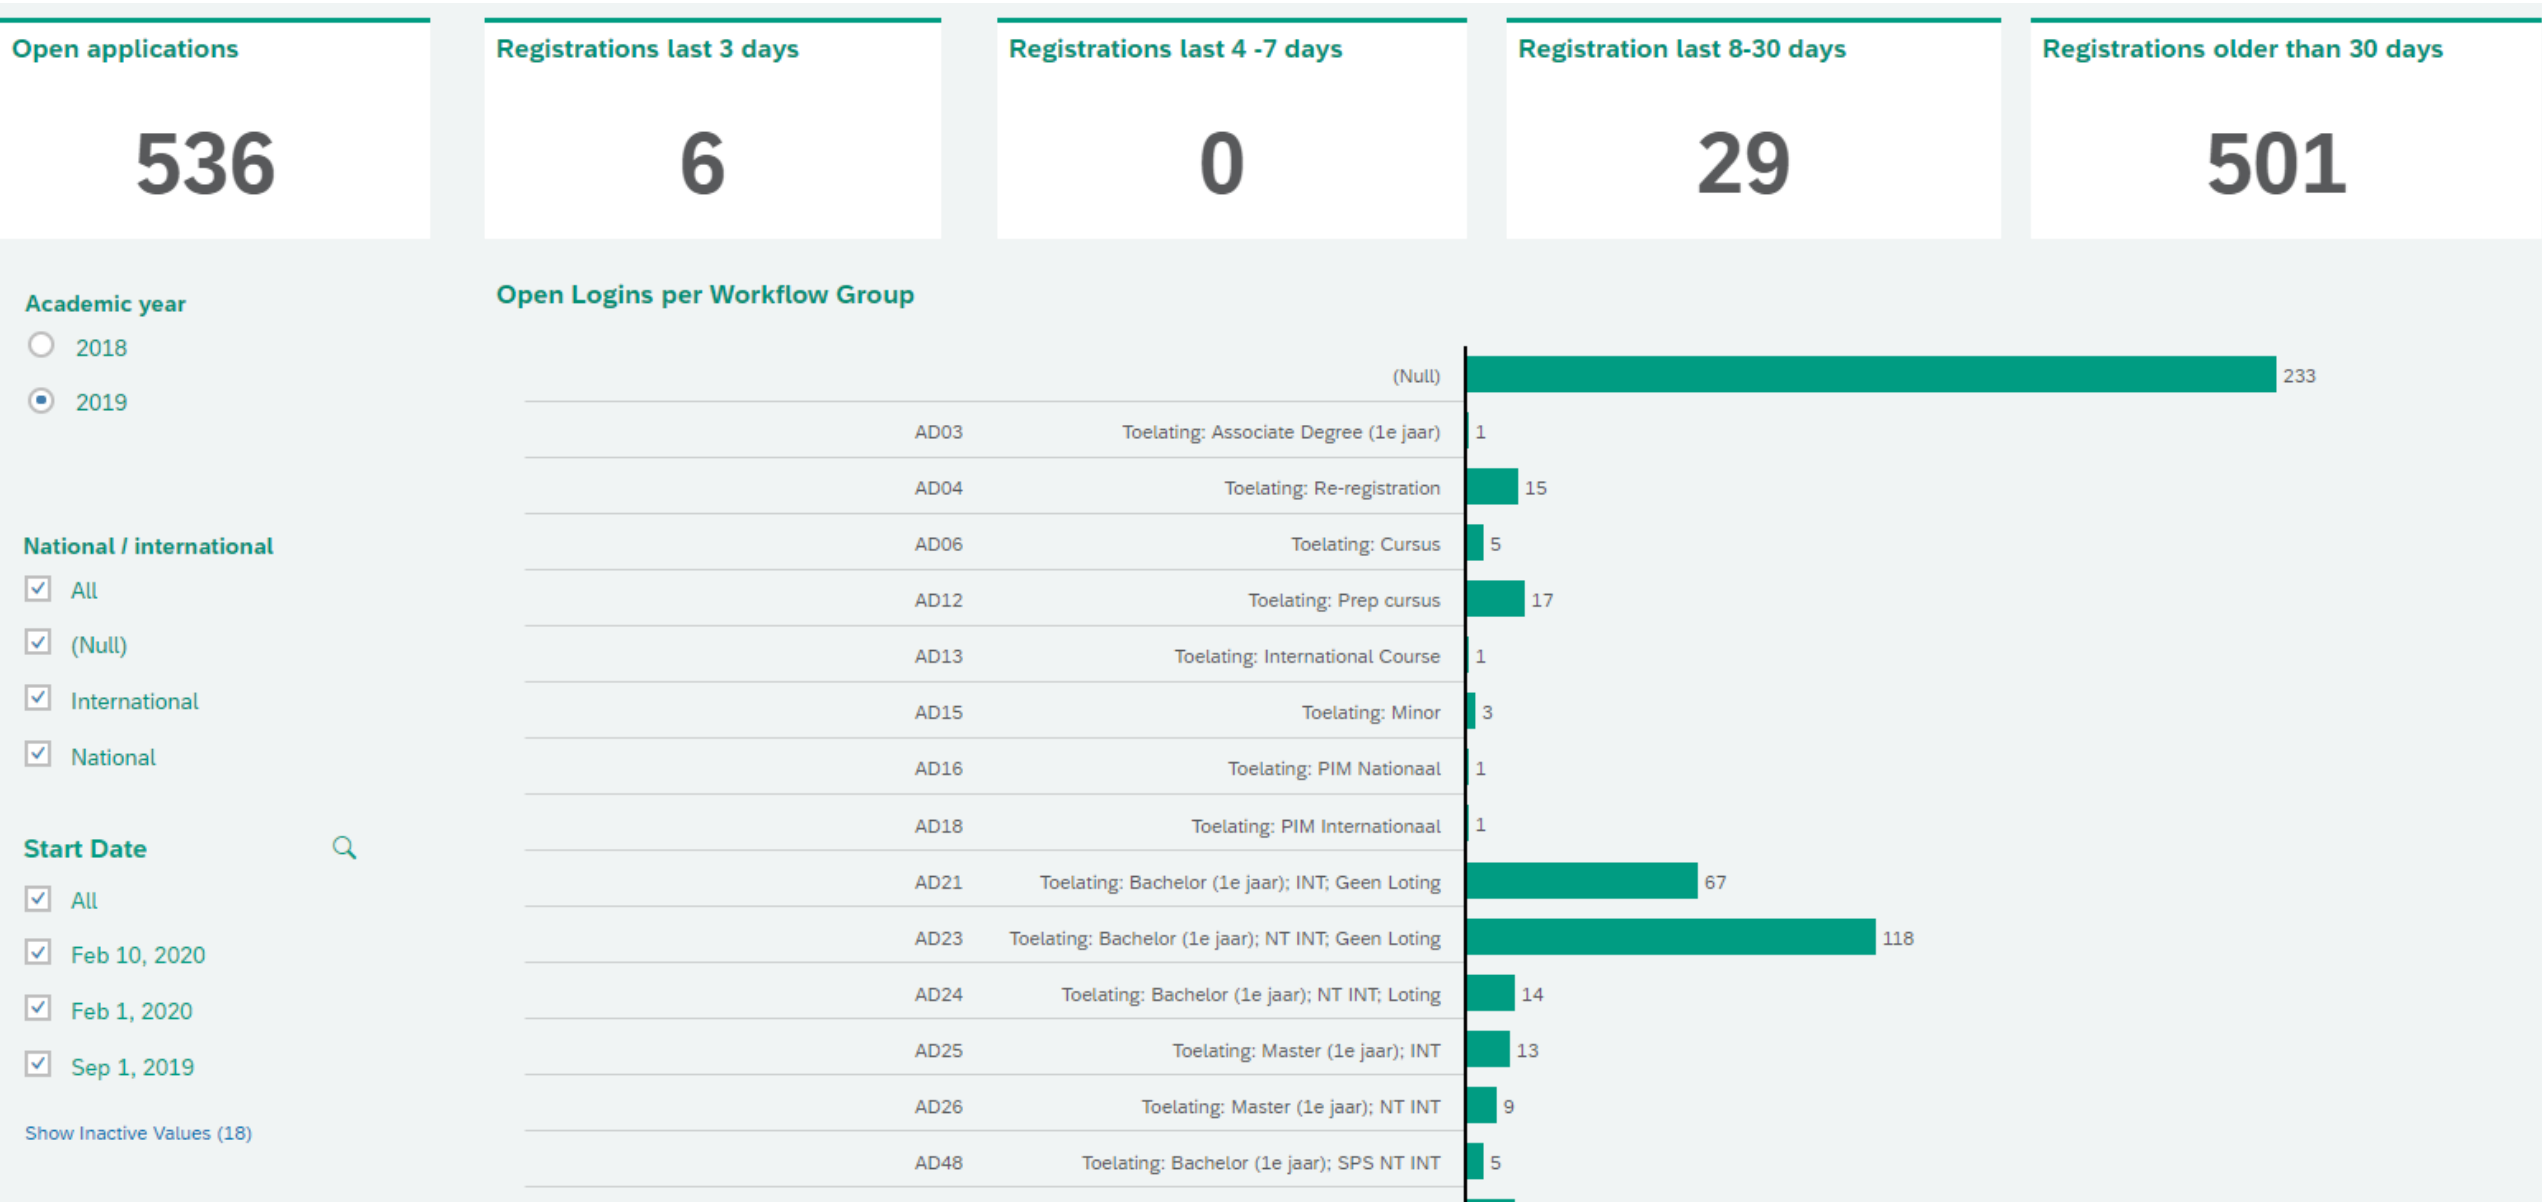 Open applications
536
Registrations last 3 days
6
Registrations last 4 -7 days
0
Registration last 8-30 days
29
Registrations older than 30 days
501
Academic year
2018
2019
National / international
All
(Null)
International
National
Start Date
All
Feb 10, 2020
Feb 1, 2020
Sep 1, 2019
Show Inactive Values (18)
Open Logins per Workflow Group
(Null) 233
AD03 Toelating: Associate Degree (1e jaar) 1
AD04 Toelating: Re-registration 15
AD06 Toelating: Cursus 5
AD12 Toelating: Prep cursus 17
AD13 Toelating: International Course 1
AD15 Toelating: Minor 3
AD16 Toelating: PIM Nationaal 1
AD18 Toelating: PIM Internationaal 1
AD21 Toelating: Bachelor (1e jaar); INT; Geen Loting 67
AD23 Toelating: Bachelor (1e jaar); NT INT; Geen Loting 118
AD24 Toelating: Bachelor (1e jaar); NT INT; Loting 14
AD25 Toelating: Master (1e jaar); INT 13
AD26 Toelating: Master (1e jaar); NT INT 9
AD48 Toelating: Bachelor (1e jaar); SPS NT INT 5